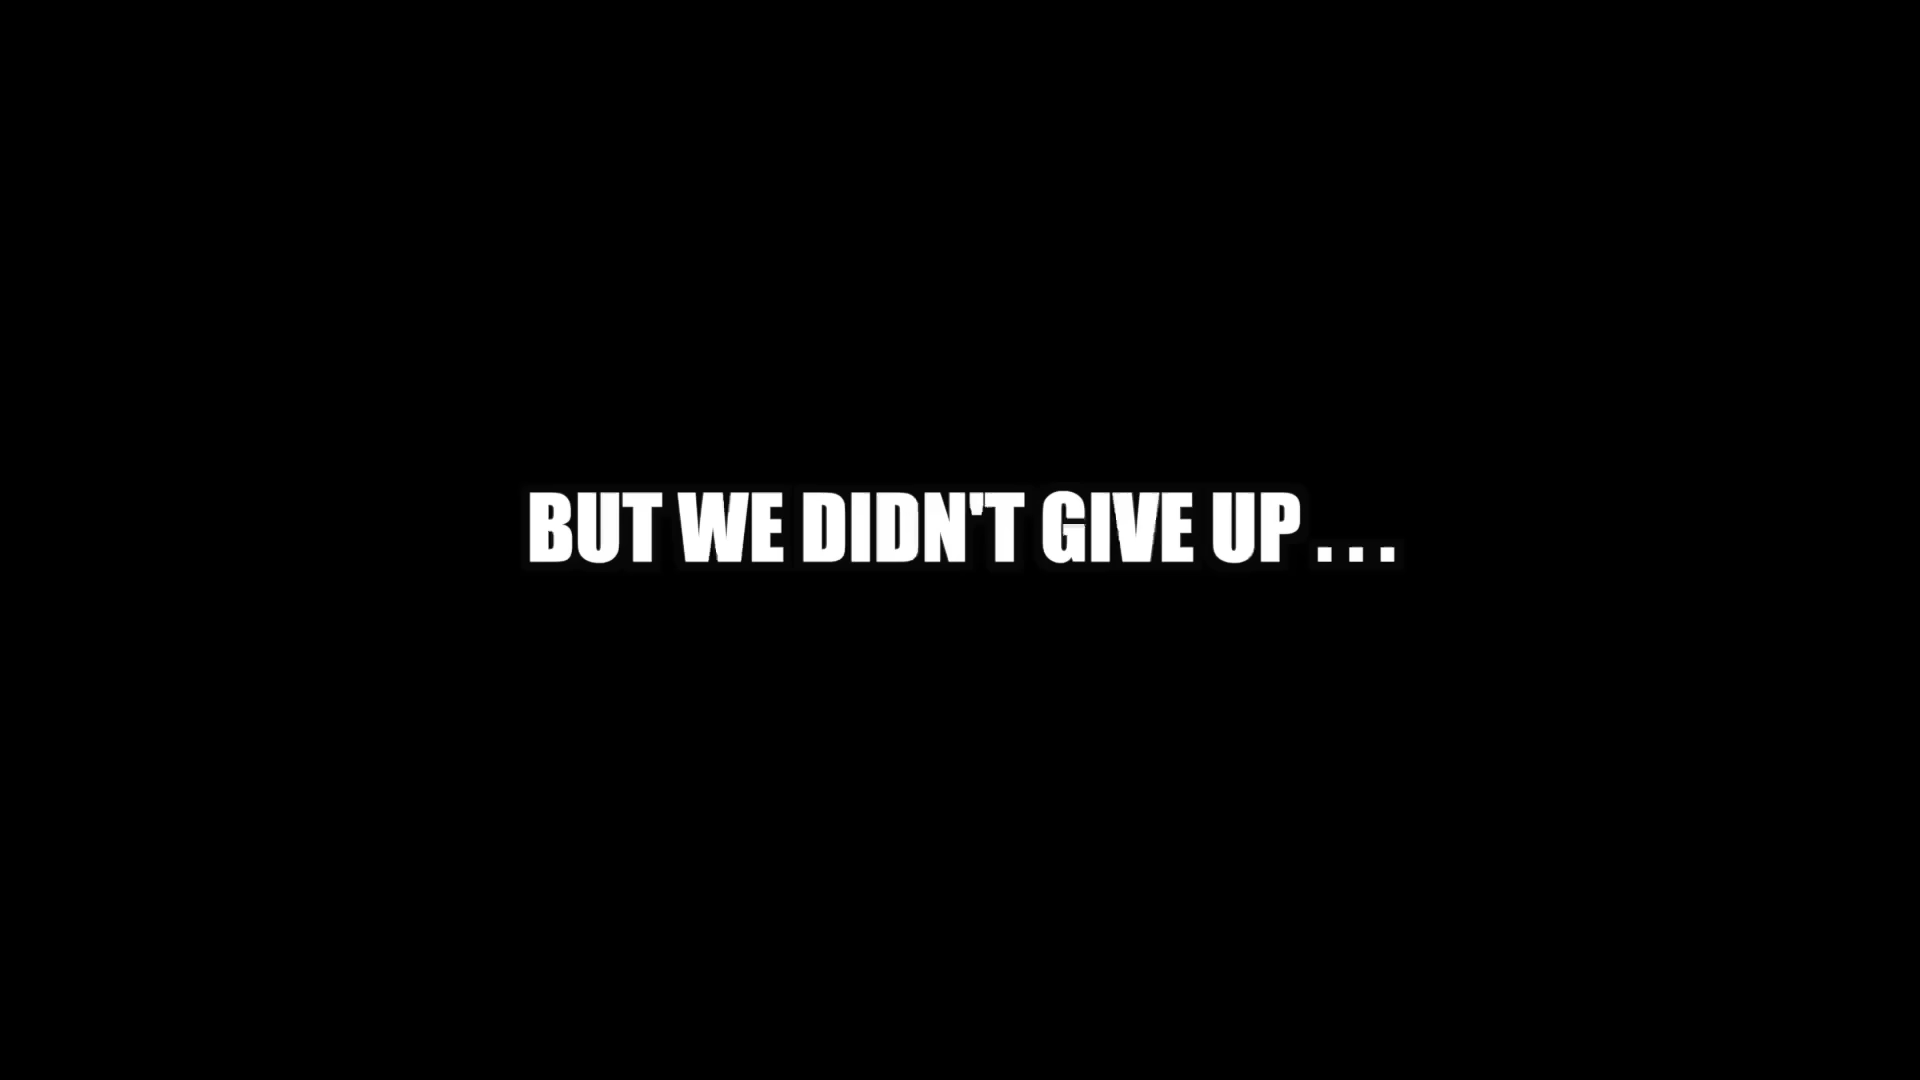 BUT WE DIDN'T GIVE UP . . .